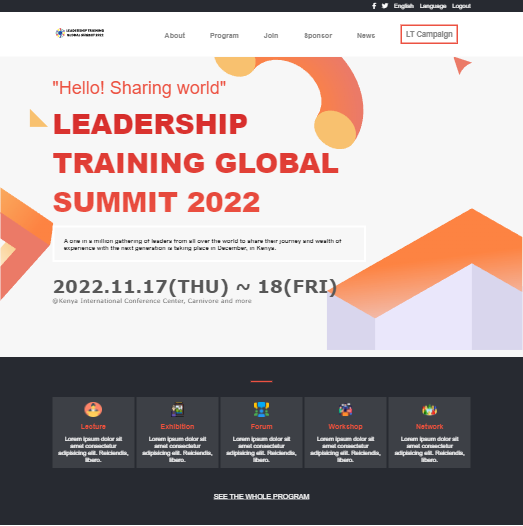 English Language Logout
LEADERSHIP TRAINING
GLOBAL SUMMIT 2022
About Program Join Sponsor News LT Campaign
"Hello! Sharing world"
LEADERSHIP
TRAINING GLOBAL
SUMMIT 2022
A one in a million gathering of leaders from all over the world to share their journey and wealth of
experience with the next generation is taking place in December, in Kenya.
2022.11.17(THU) ~ 18(FRI)
@Kenya International Conference Center, Carnivore and more
Lecture
Lorem ipsum dolor sit
amet consectetur
adipisicing elit. Reiciendis,
libero.
Exhibition
Lorem ipsum dolor sit
amet consectetur
adipisicing elit. Reiciendis,
libero.
Forum
Lorem ipsum dolor sit
amet consectetur
adipisicing elit. Reiciendis,
libero.
Workshop
Lorem ipsum dolor sit
amet consectetur
adipisicing elit. Reiciendis,
libero.
Network
Lorem ipsum dolor sit
amet consectetur
adipisicing elit. Reiciendis,
libero.
SEE THE WHOLE PROGRAM